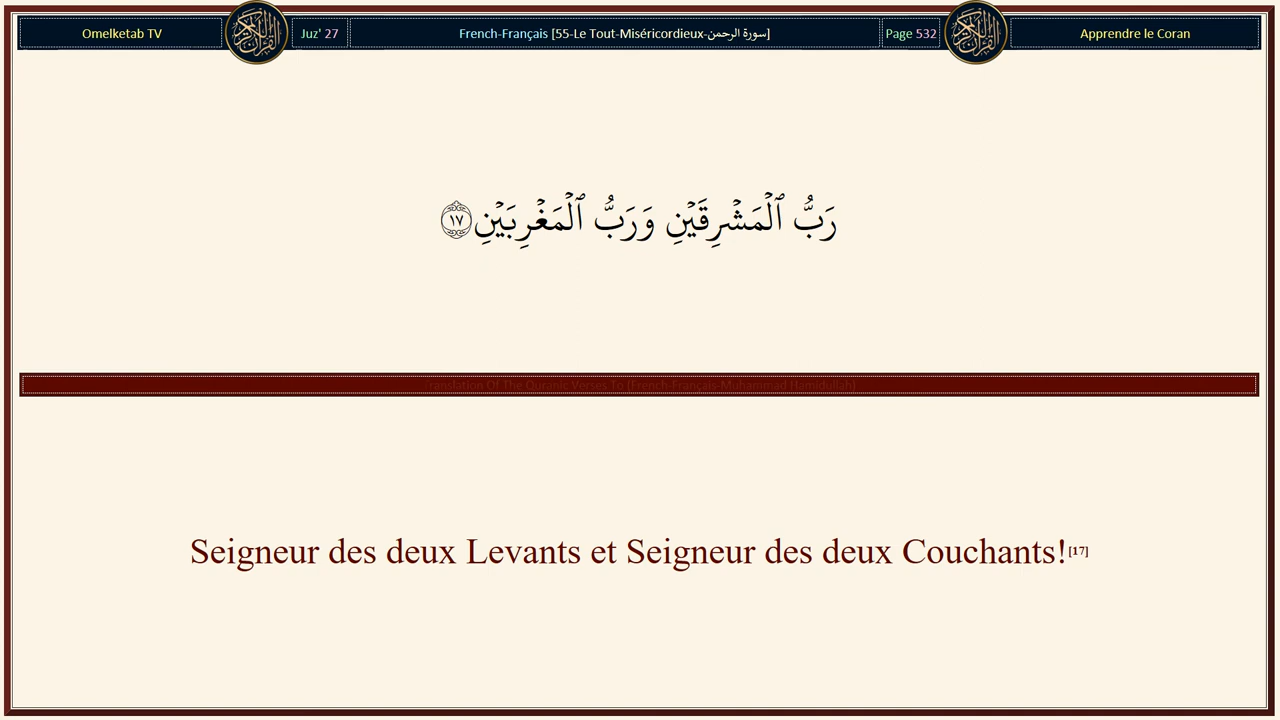 Omelketab TV
Juz' 27
French-Français [55-Le Tout-Miséricordieux-سورة الرحمن]
Page 532
Apprendre le Coran
رَبُّ ٱلْمَشْرِقَيْنِ وَرَبُّ ٱلْمَغْرِبَيْنِ ١٧
Translation Of The Quranic Verses To [French-Français-Muhammad Hamidullah]
Seigneur des deux Levants et Seigneur des deux Couchants![17]